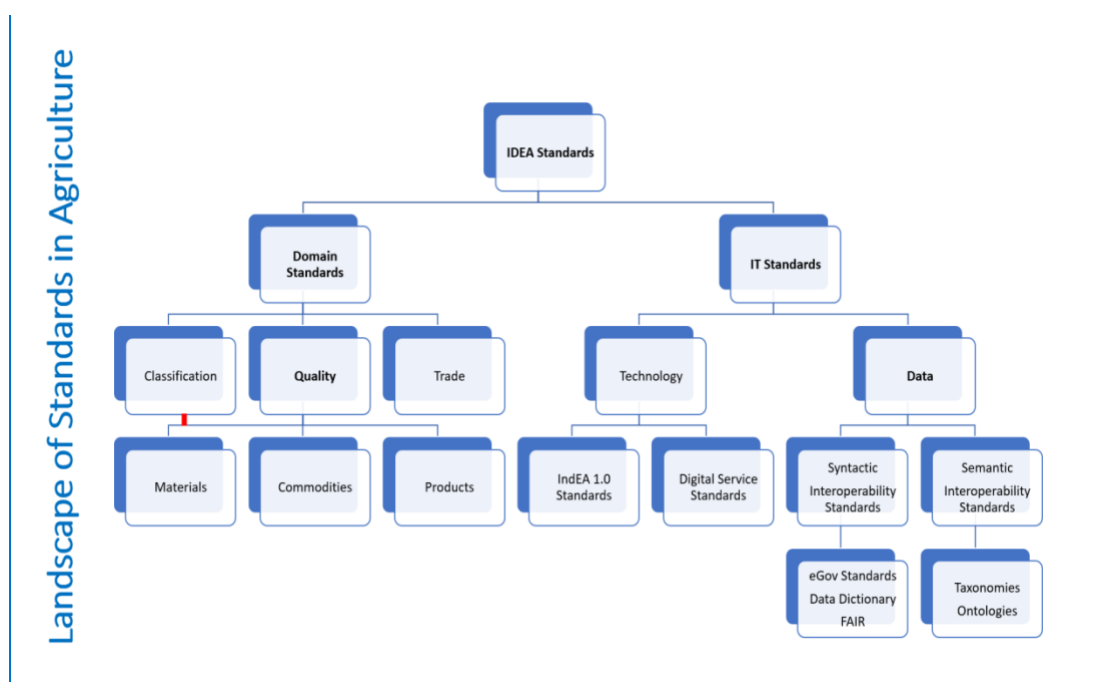 Landscape of Standards in Agriculture
IDEA Standards
Domain
Standards
IT Standards
Classification
Quality
Trade
Technology
Data
Materials
Commodities
Products
IndEA 1.0
Standards
Digital Service
Standards
Syntactic
Interoperability
Standards
Semantic
Interoperability
Standards
eGov Standards
Data Dictionary
FAIR
Taxonomies
Ontologies